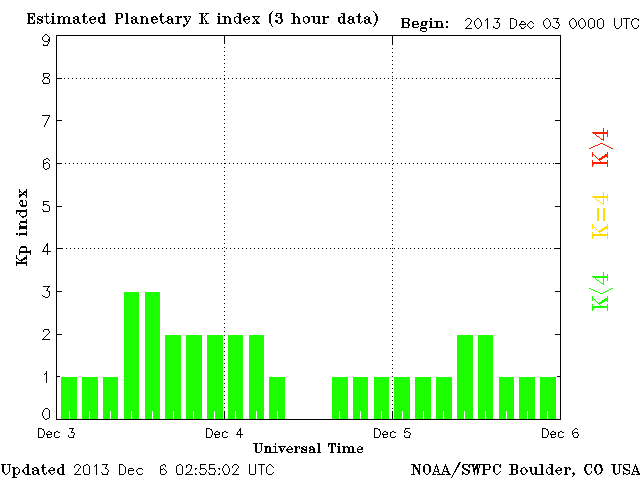 Estimated Planetary K index (3 hour data) Begin: 2013 Dec 03 0000 UTC
9
8
7
6
5
4
3
2
1
0
Kp index
K>4
K=4
K<4
Dec 3 Dec 4 Dec 5 Dec 6
Universal Time
Updated 2013 Dec 6 02:55:02 UTC NOAA/SWPC Boulder, CO USA